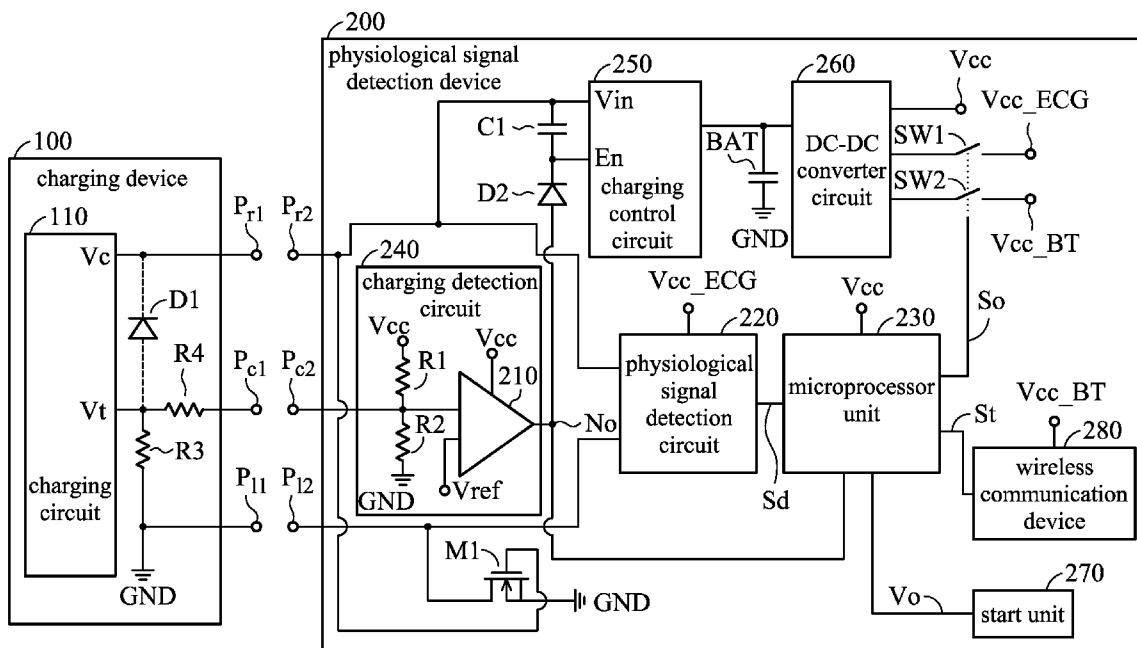 200
physiological signal
detection device
100
charging device
110
Vc
D1
R4
Vt
R3
charging
circuit
GND
Pr1
Pr2
Pc1
Pc2
Pl1
Pl2
C1
D2
250
Vin
En
charging
control
circuit
BAT
GND
260
DC-DC
converter
circuit
Vcc
Vcc_ECG
SW1
SW2
Vcc_BT
240
charging detection
circuit
Vcc
R1
R2
GND
Vcc
210
Vref
No
Vcc_ECG
220
physiological
signal
detection
circuit
Sd
Vcc
230
microprocessor
unit
So
St
Vcc_BT
280
wireless
communication
device
M1
GND
Vo
270
start unit